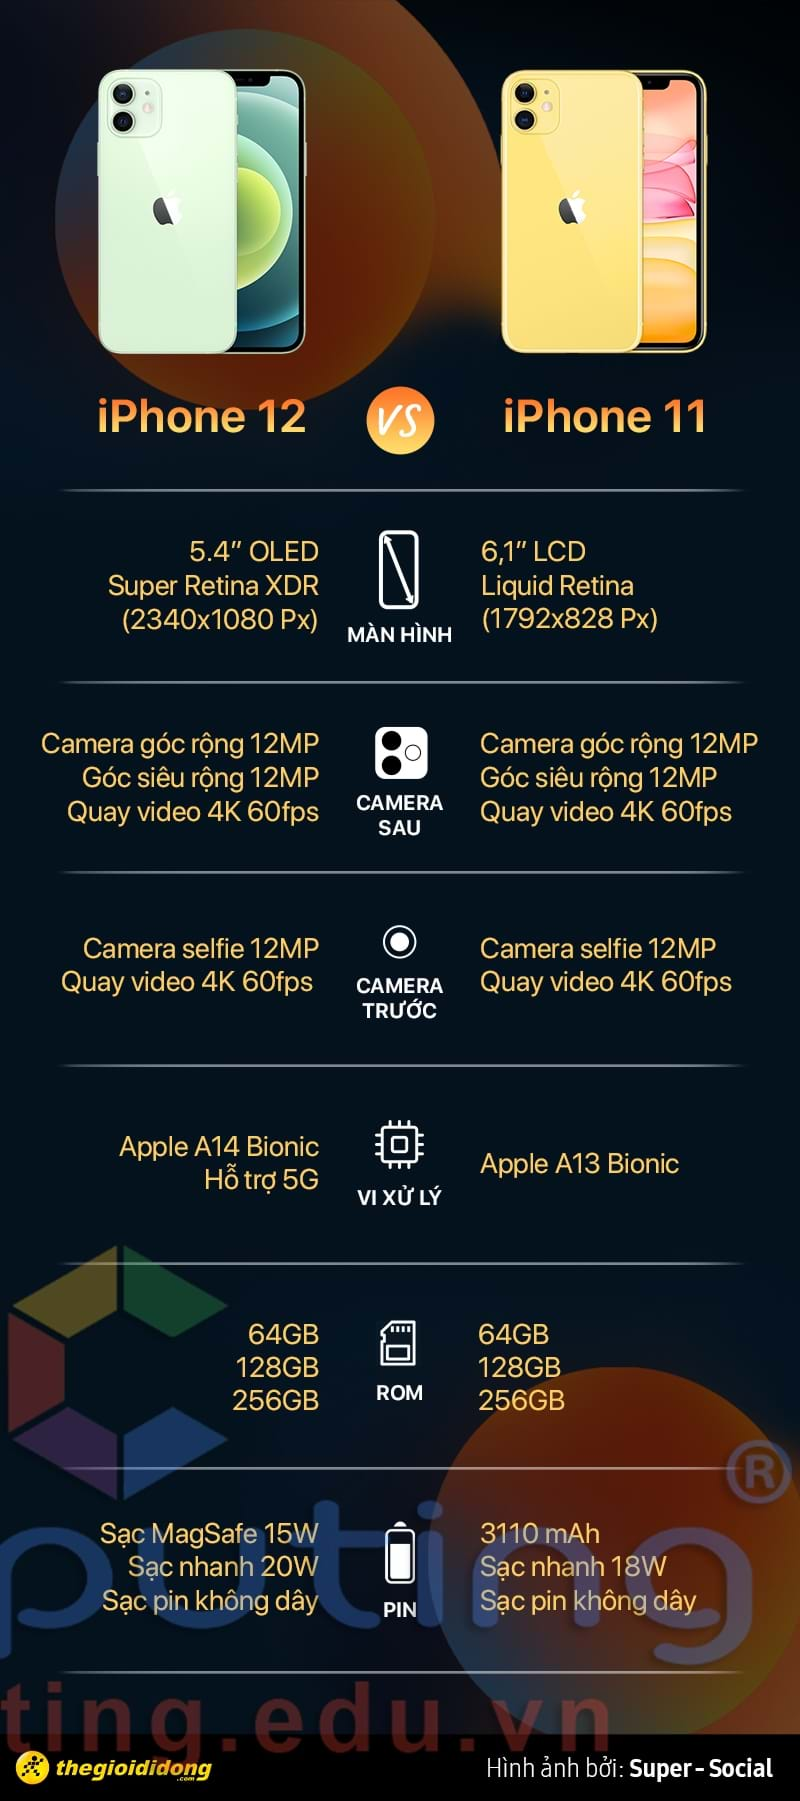 iPhone 12
VS
iPhone 11
5.4” OLED
Super Retina XDR
(2340x1080 Px)
MÀN HÌNH
6,1” LCD
Liquid Retina
(1792x828 Px)
Camera góc rộng 12MP
Góc siêu rộng 12MP
Quay video 4K 60fps
CAMERA
SAU
Camera góc rộng 12MP
Góc siêu rộng 12MP
Quay video 4K 60fps
Camera selfie 12MP
Quay video 4K 60fps
CAMERA
TRƯỚC
Camera selfie 12MP
Quay video 4K 60fps
Apple A14 Bionic
Hỗ trợ 5G
VI XỬ LÝ
Apple A13 Bionic
64GB
128GB
256GB
ROM
64GB
128GB
256GB
Sạc MagSafe 15W
Sạc nhanh 20W
Sạc pin không dây
PIN
3110 mAh
Sạc nhanh 18W
Sạc pin không dây
puting®
ting.edu.vn
thegioididong
.com
Hình ảnh bởi: Super - Social